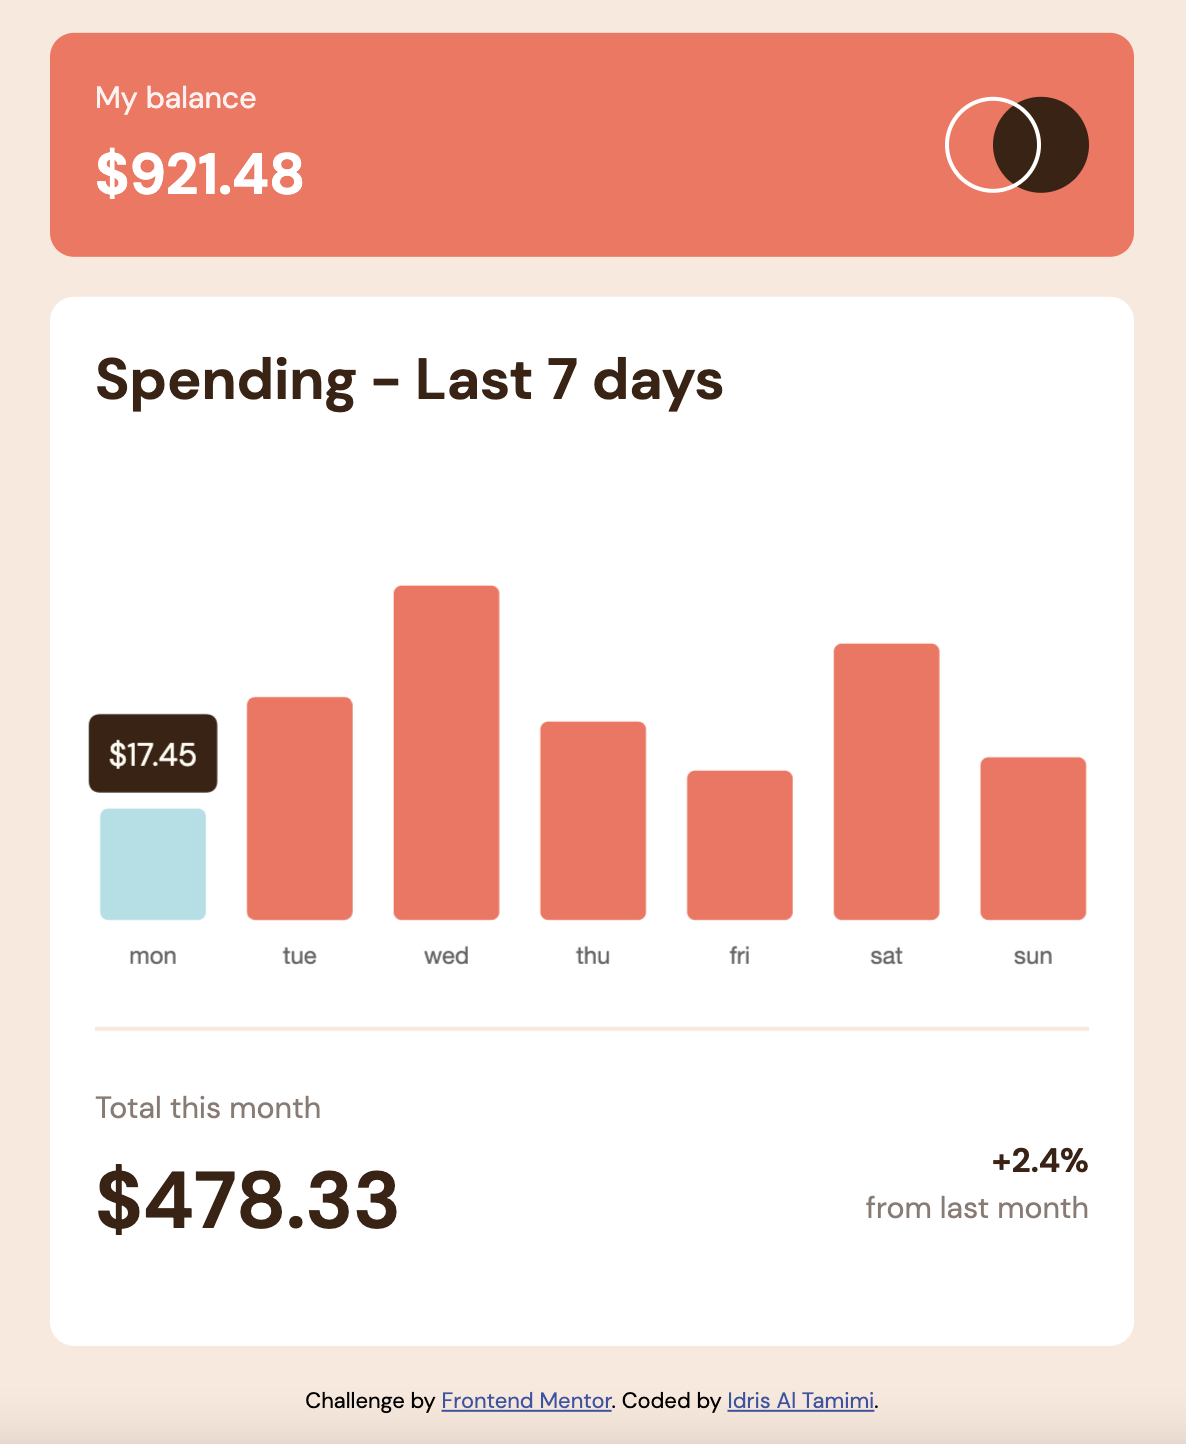 My balance
$921.48
Spending - Last 7 days
$17.45
mon tue wed thu fri sat sun
Total this month
$478.33
+2.4%
from last month
Challenge by Frontend Mentor. Coded by Idris Al Tamimi.